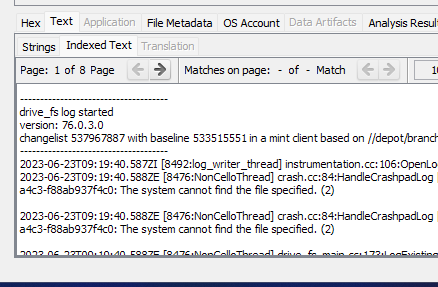 Hex Text Application File Metadata OS Account Data Artifacts Analysis Resul
Strings Indexed Text Translation
Page: 1 of 8 Page Matches on page: - of - Match 10
----------------------------------------
drive_fs log started
version: 76.0.3.0
changelist 537967887 with baseline 533515551 in a mint client based on //depot/branch
----------------------------------------
2023-06-23T09:19:40.587ZI [8492:log_writer_thread] instrumentation.cc:106:OpenLo
2023-06-23T09:19:40.588ZE [8476:NonCelloThread] crash.cc:84:HandleCrashpadLog
a4c3-f88ab937f4c0: The system cannot find the file specified. (2)
2023-06-23T09:19:40.588ZE [8476:NonCelloThread] crash.cc:84:HandleCrashpadLog
a4c3-f88ab937f4c0: The system cannot find the file specified. (2)
2023-06-23T09:19:40.588ZE [8476:NonCelloThread] drive_fs_main.cc:173:LogExisting